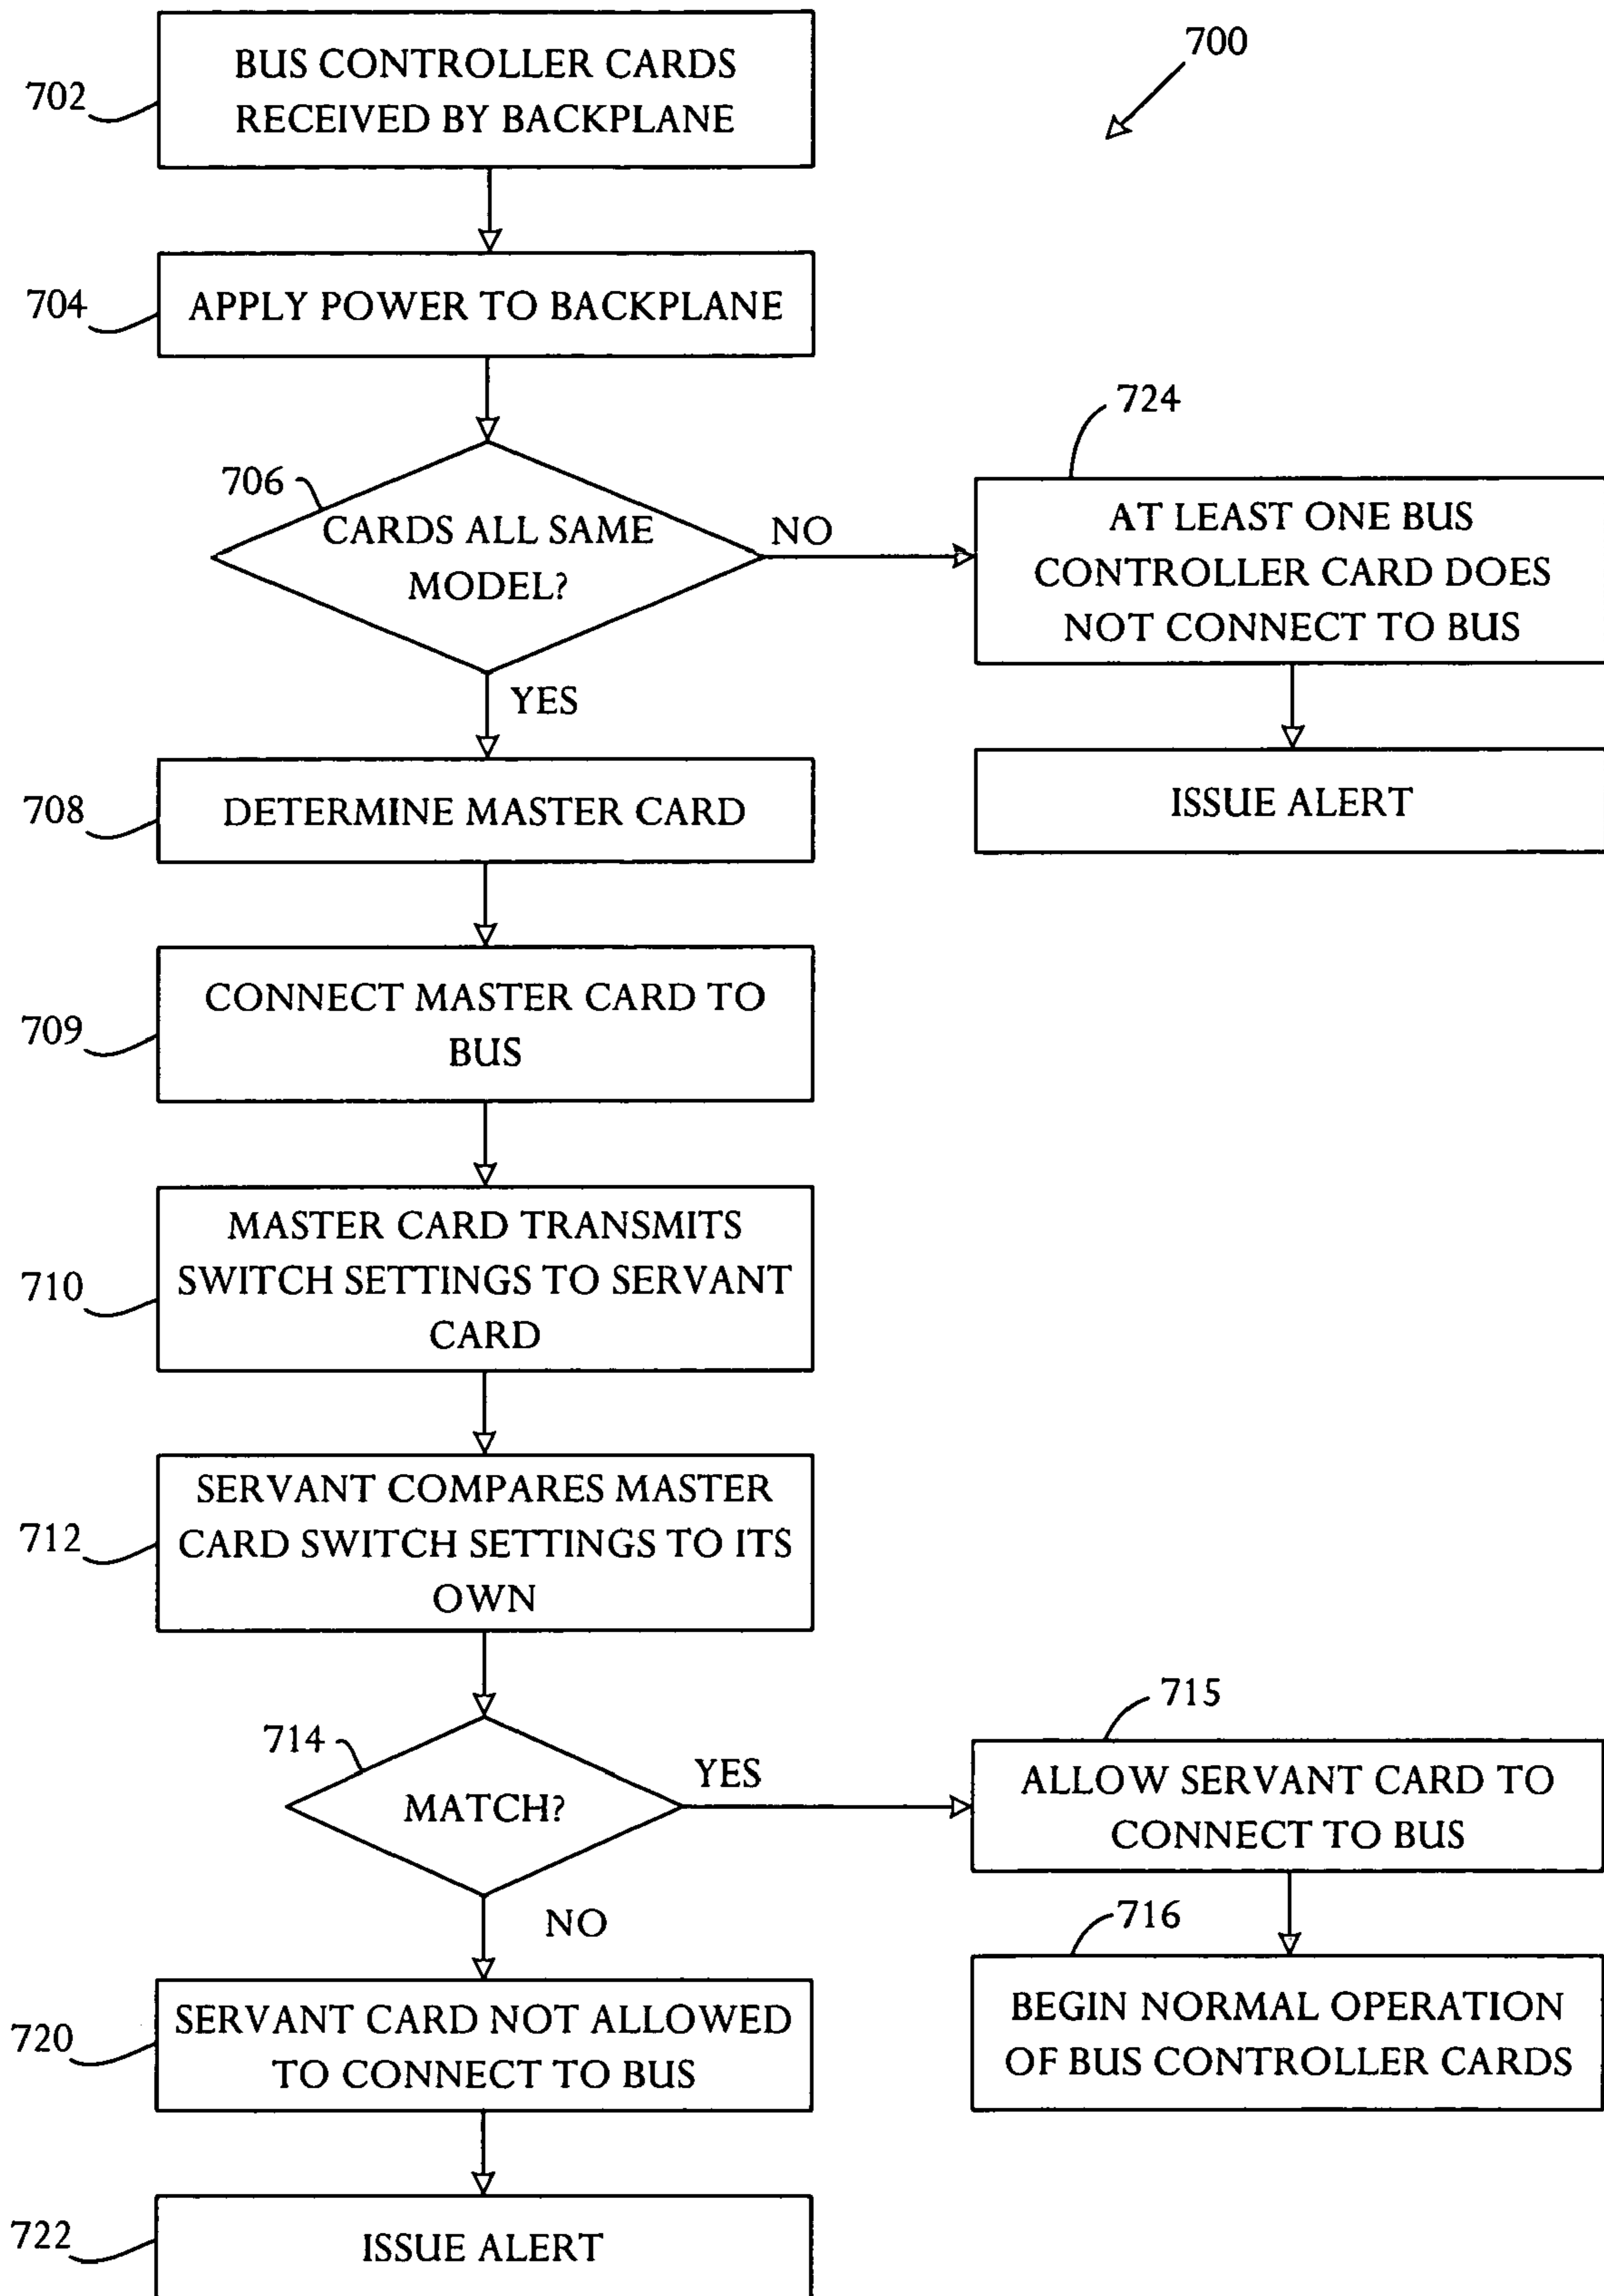 700
702
BUS CONTROLLER CARDS
RECEIVED BY BACKPLANE
704
APPLY POWER TO BACKPLANE
706
CARDS ALL SAME
MODEL?
NO
724
AT LEAST ONE BUS
CONTROLLER CARD DOES
NOT CONNECT TO BUS
ISSUE ALERT
YES
708
DETERMINE MASTER CARD
709
CONNECT MASTER CARD TO
BUS
710
MASTER CARD TRANSMITS
SWITCH SETTINGS TO SERVANT
CARD
712
SERVANT COMPARES MASTER
CARD SWITCH SETTINGS TO ITS
OWN
714
MATCH?
YES
715
ALLOW SERVANT CARD TO
CONNECT TO BUS
716
BEGIN NORMAL OPERATION
OF BUS CONTROLLER CARDS
NO
720
SERVANT CARD NOT ALLOWED
TO CONNECT TO BUS
722
ISSUE ALERT